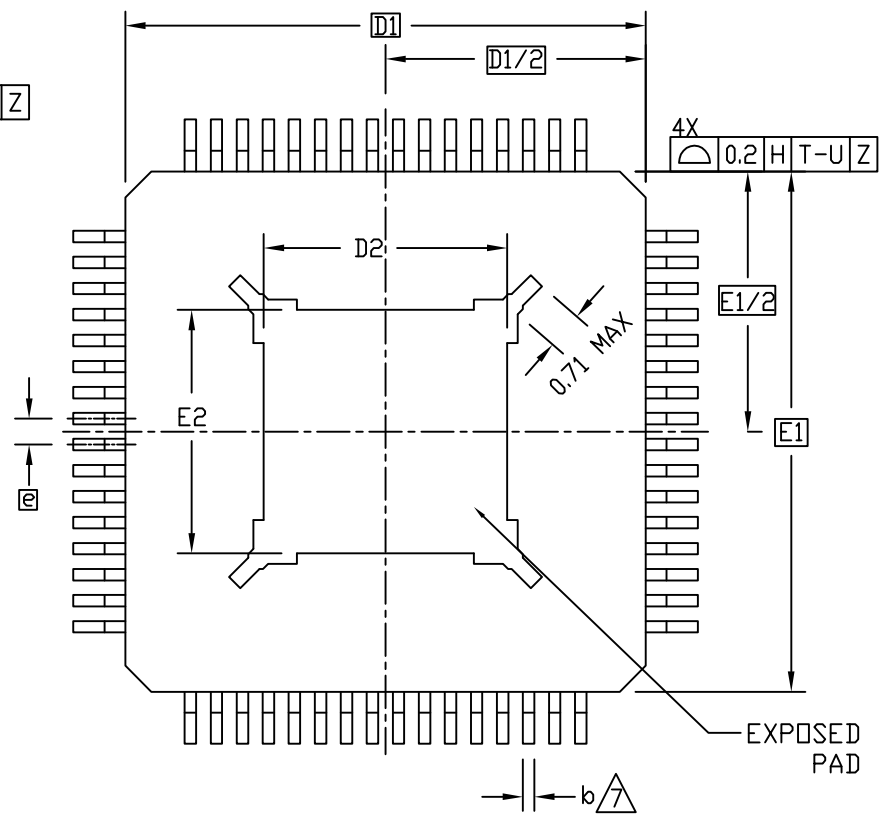 D1
D1/2
Z
4X
0.2 H T-U Z
D2
E1/2
0.71 MAX
E2
E1
e
EXPOSED
PAD
b 7